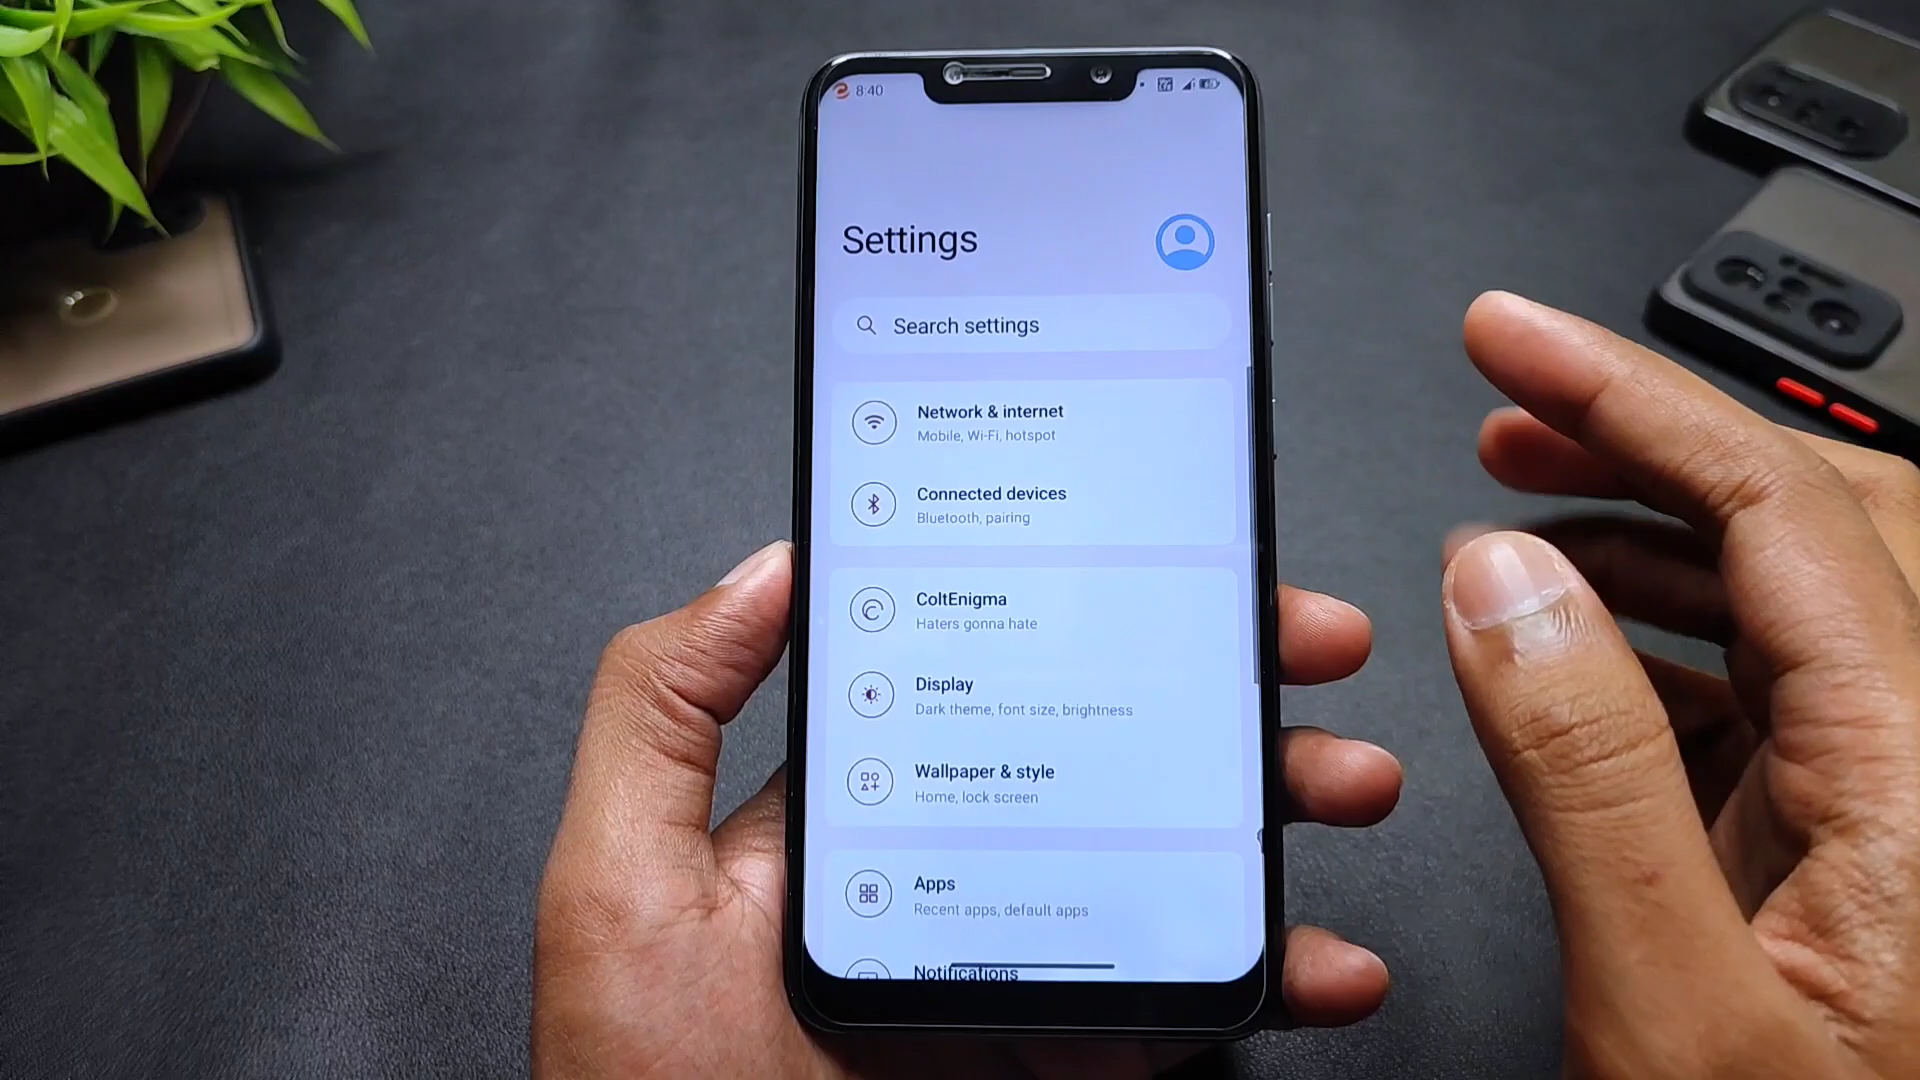 8:40
Settings
Search settings
Network & internet
Mobile, Wi-Fi, hotspot
Connected devices
Bluetooth, pairing
ColtEnigma
Haters gonna hate
Display
Dark theme, font size, brightness
Wallpaper & style
Home, lock screen
Apps
Recent apps, default apps
Notifications